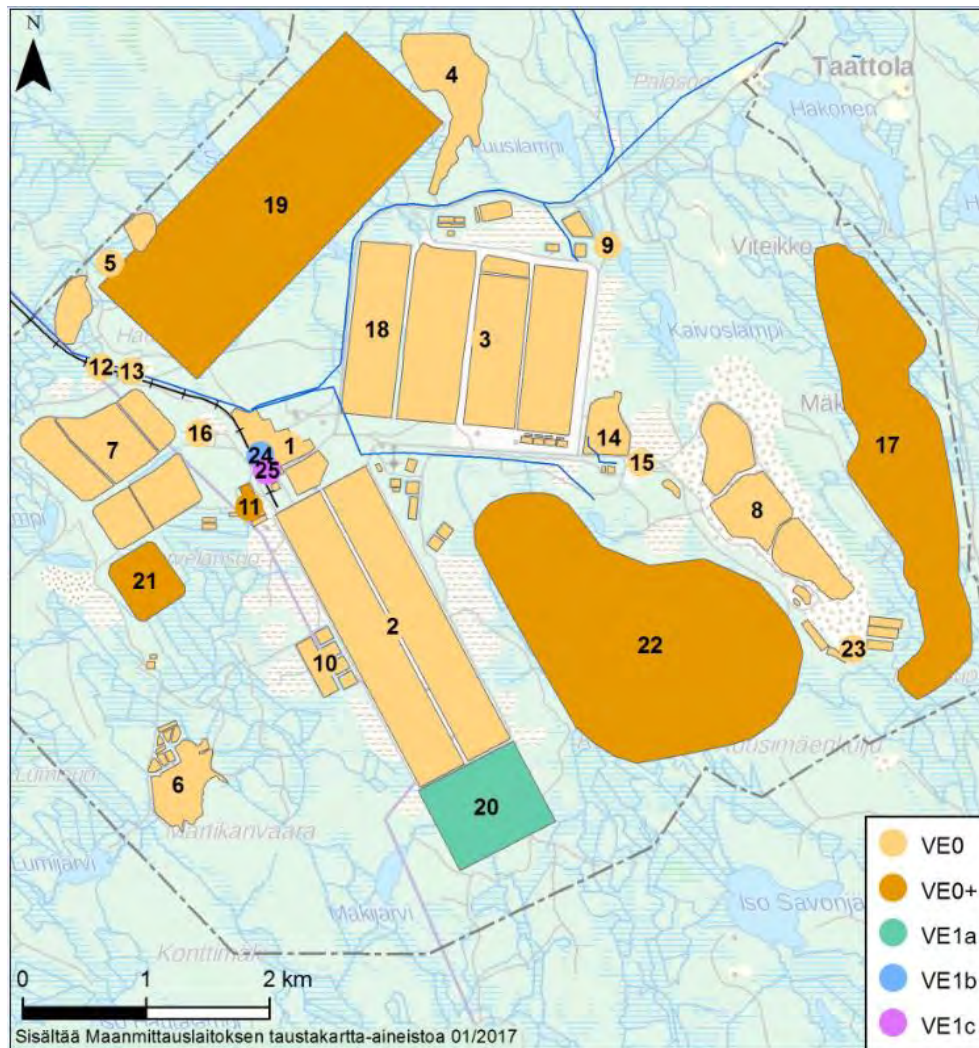 N
4
Palosuo
Taattola
Hakonen
Kuusilampi
19
9
Viteikko
5
Kaivoslampi
18
3
12
13
17
7
16
24
1
14
25
15
11
8
21
2
22
10
23
6
20
Lumijärvi
Mäkijärvi
Iso Savonja
VE0
VE0+
VE1a
VE1b
VE1c
0 1 2 km
Sisältää Maanmittauslaitoksen taustakartta-aineistoa 01/2017